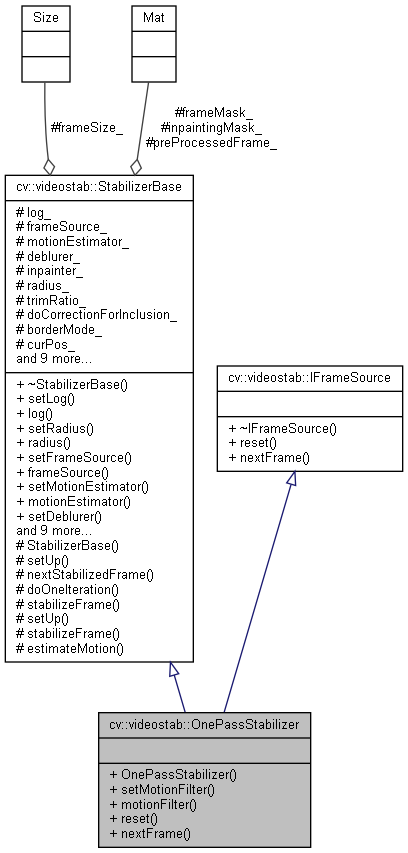 Size
Mat
#frameSize_
#frameMask_
#inpaintingMask_
#preProcessedFrame_
cv::videostab::StabilizerBase
# log_
# frameSource_
# motionEstimator_
# deblurer_
# inpainter_
# radius_
# trimRatio_
# doCorrectionForInclusion_
# borderMode_
# curPos_
and 9 more...
+ ~StabilizerBase()
+ setLog()
+ log()
+ setRadius()
+ radius()
+ setFrameSource()
+ frameSource()
+ setMotionEstimator()
+ motionEstimator()
+ setDeblurer()
and 9 more...
# StabilizerBase()
# setUp()
# nextStabilizedFrame()
# doOneIteration()
# stabilizeFrame()
# setUp()
# stabilizeFrame()
# estimateMotion()
cv::videostab::IFrameSource
+ ~IFrameSource()
+ reset()
+ nextFrame()
cv::videostab::OnePassStabilizer
+ OnePassStabilizer()
+ setMotionFilter()
+ motionFilter()
+ reset()
+ nextFrame()